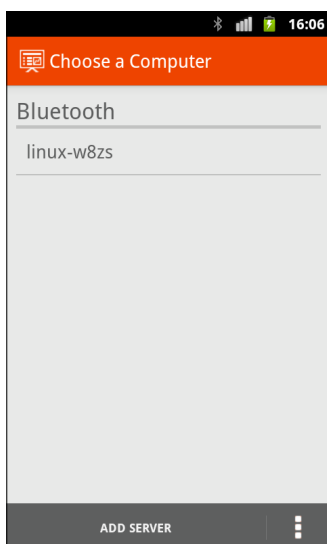 16:06
Choose a Computer
Bluetooth
linux-w8zs
ADD SERVER